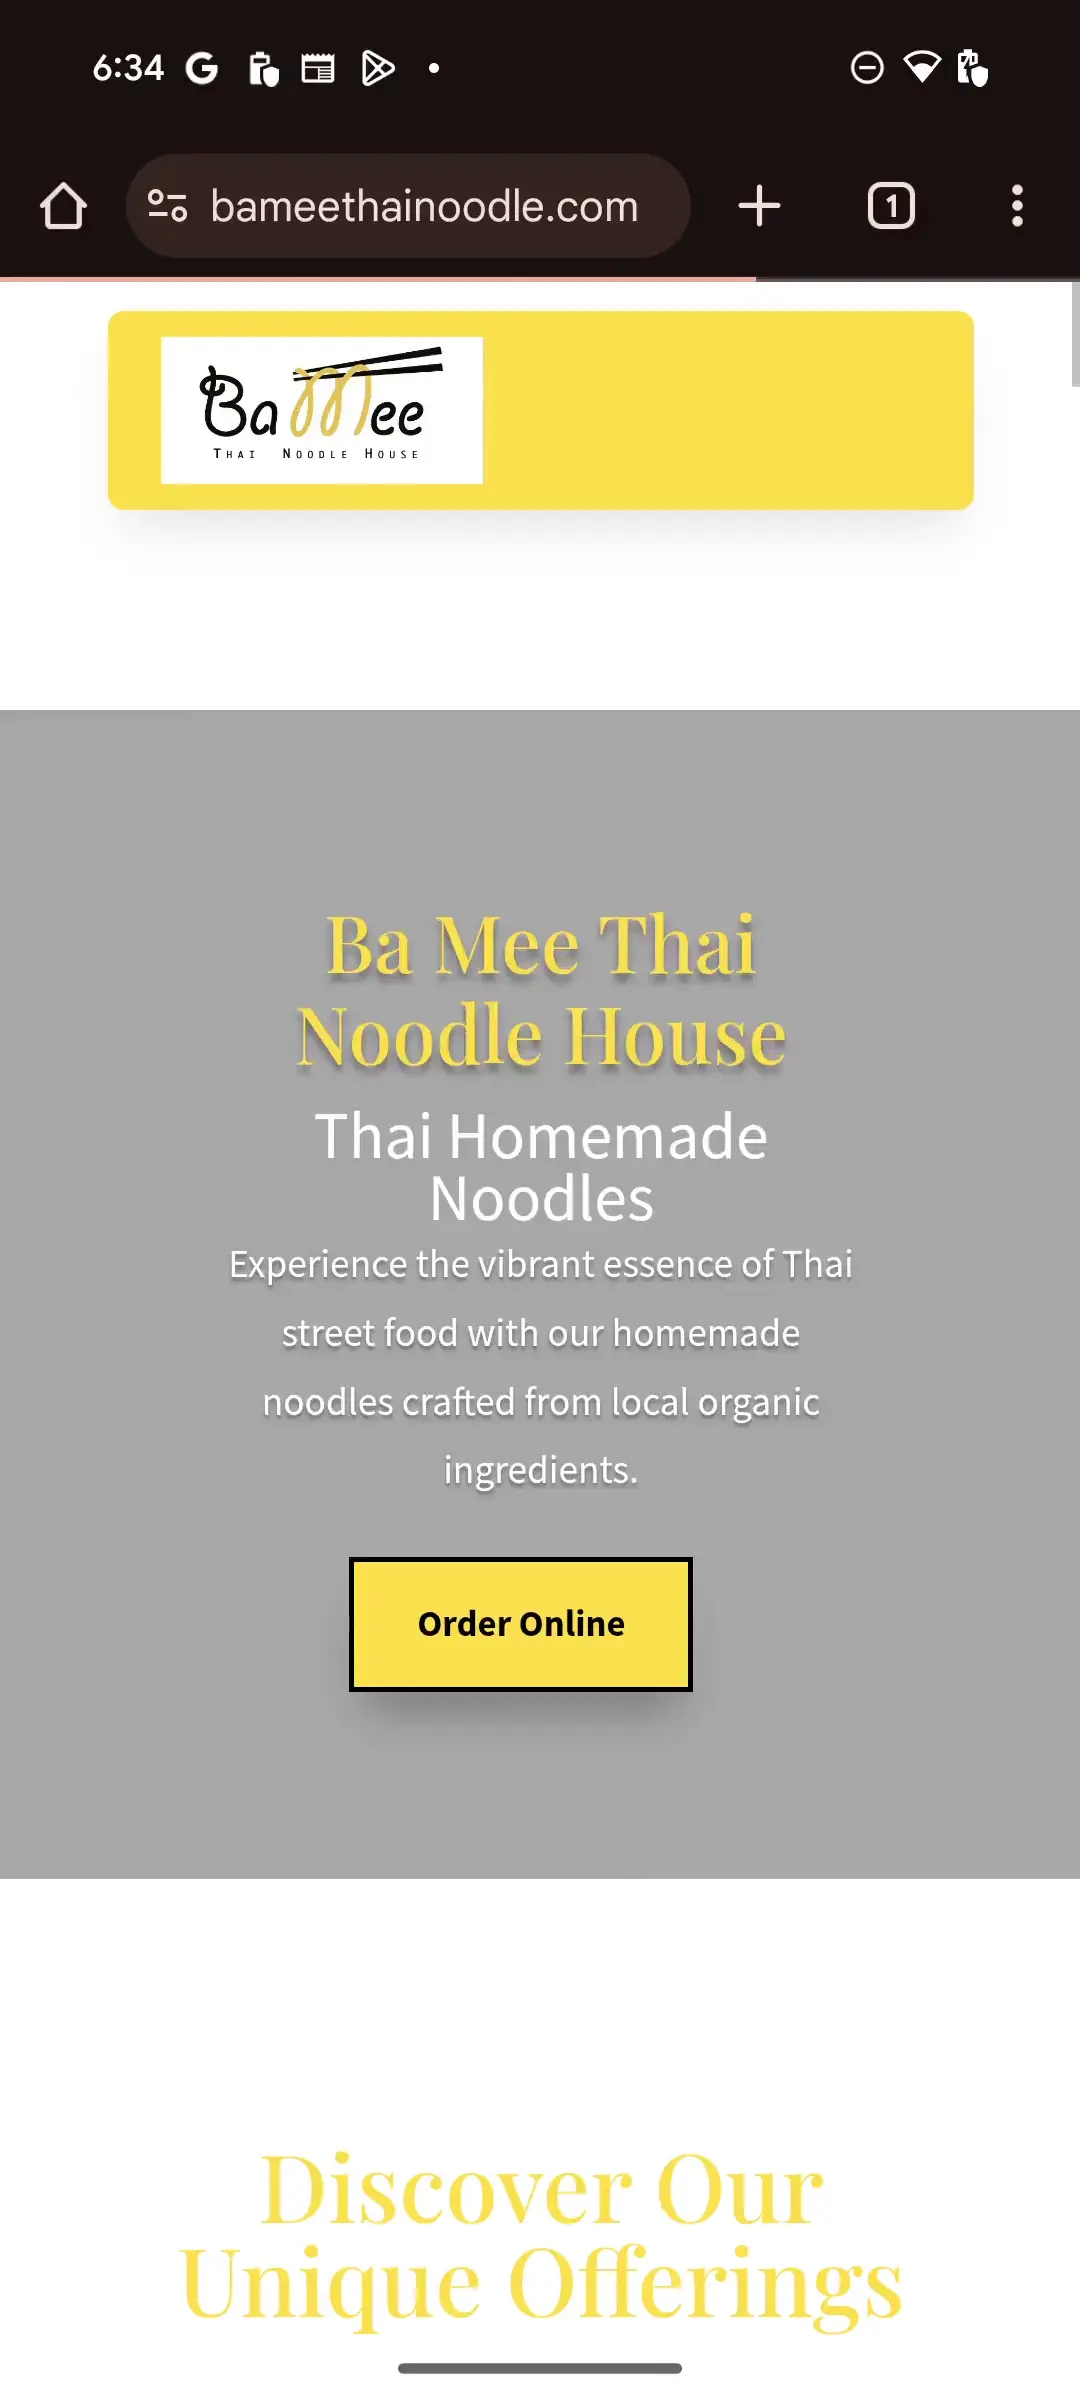 6:34
bameethainoodle.com
1
Ba Mee
Thai Noodle House
Ba Mee Thai
Noodle House
Thai Homemade
Noodles
Experience the vibrant essence of Thai
street food with our homemade
noodles crafted from local organic
ingredients.
Order Online
Discover Our
Unique Offerings